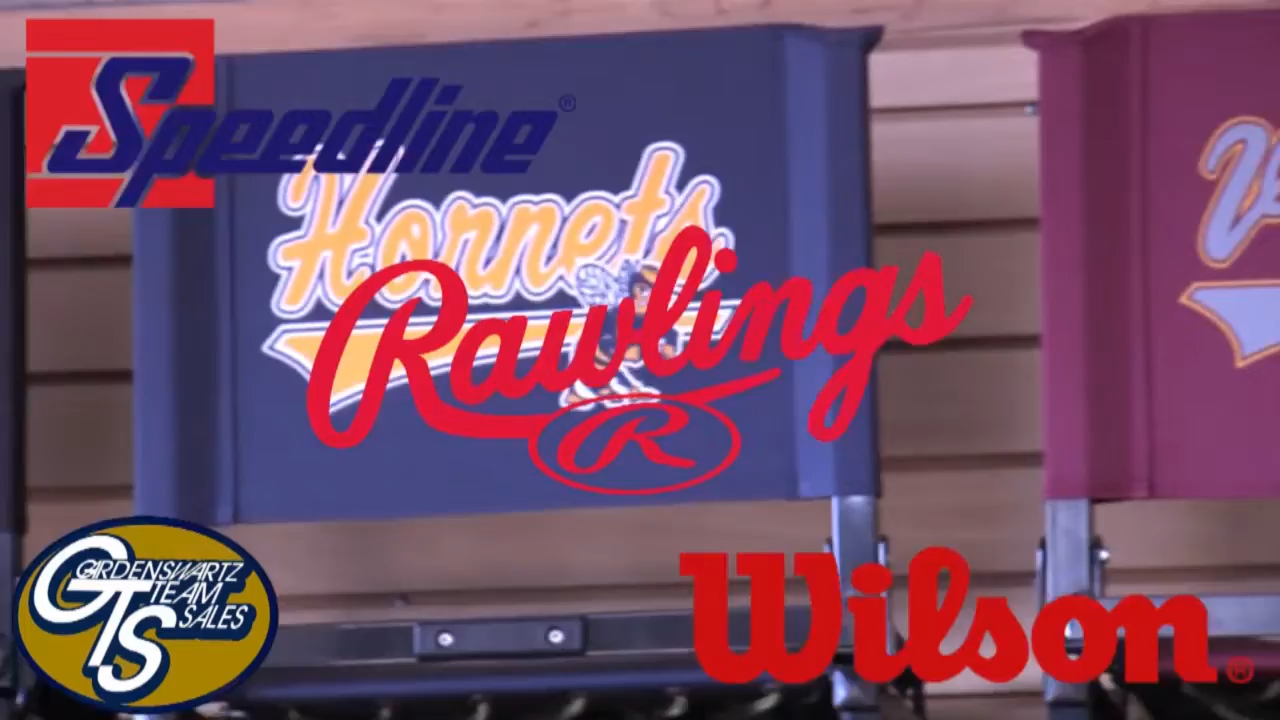 Speedline®
Hornets
Rawlings
R
GTS
GARDENSWARTZ
TEAM
SALES
Wilson®